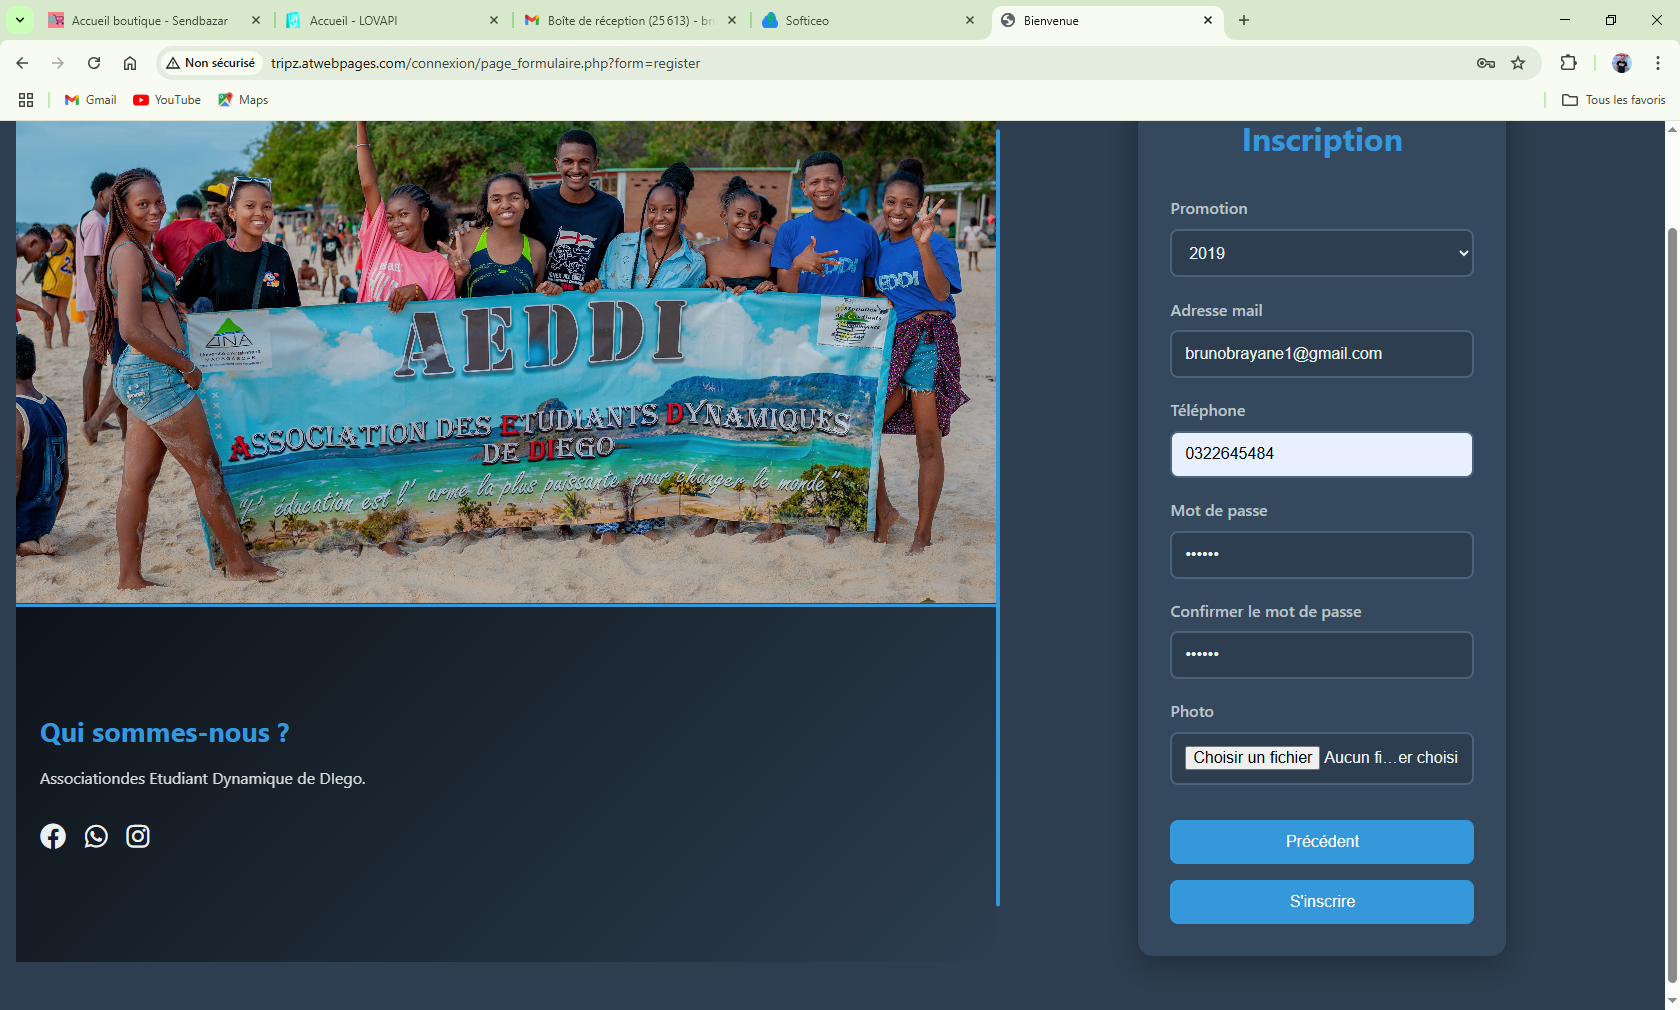 Accueil boutique - Sendbazar
Accueil - LOVAPI
Boîte de réception (25 613) - br
Softiceo
Bienvenue
Non sécurisé
tripz.atwebpages.com/connexion/page_formulaire.php?form=register
Gmail
YouTube
Maps
Tous les favoris
AEDDI
ASSOCIATION DES ETUDIANTS DYNAMIQUES
DE DIEGO
"L' éducation est l' arme la plus puissante pour changer le monde"
Qui sommes-nous ?
Associationdes Etudiant Dynamique de DIego.
Inscription
Promotion
2019
Adresse mail
brunobrayane1@gmail.com
Téléphone
0322645484
Mot de passe
••••••
Confirmer le mot de passe
••••••
Photo
Choisir un fichier Aucun fi…er choisi
Précédent
S'inscrire